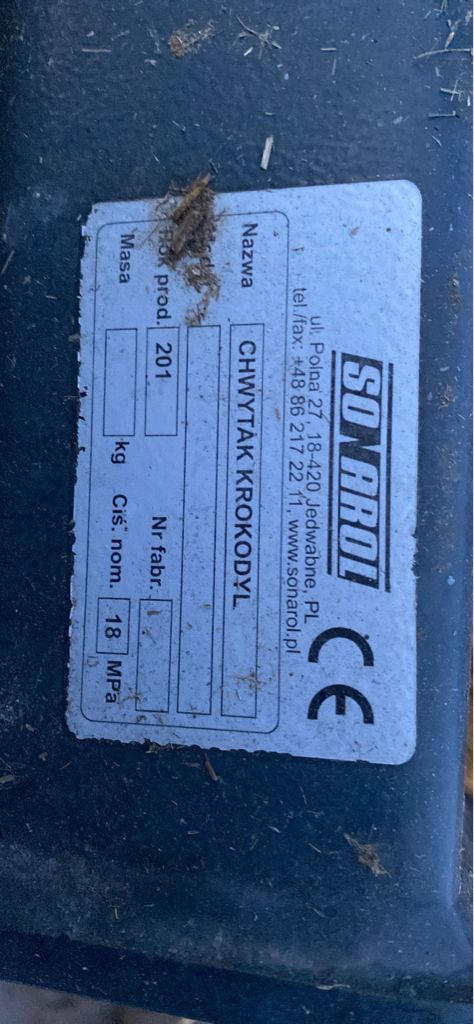 SONAROL
ul. Polna 27, 18-420 Jedwabne, PL
tel./fax: +48 86 217 22 11, www.sonarol.pl
CE
Nazwa CHWYTAK KROKODYL
prod. 201 Nr fabr.
Masa kg Ciś. nom. 18 MPa